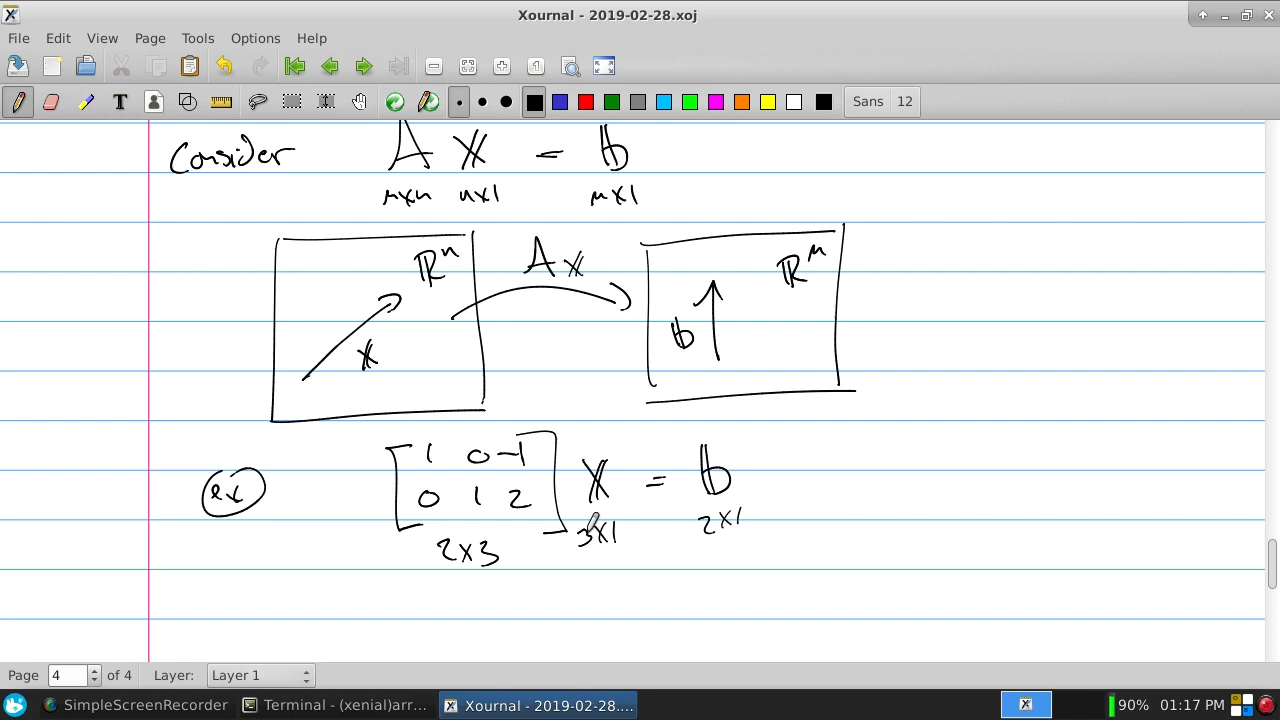 Xournal - 2019-02-28.xoj
File Edit View Page Tools Options Help
Sans 12
Consider A x = b
mxn nx1 mx1
ℝⁿ Ax ℝᵐ
x b
ex [1 0 -1 x = b
0 1 2]
2x3 3x1 2x1
Page 4 of 4 Layer: Layer 1
SimpleScreenRecorder Terminal - (xenial)arr... Xournal - 2019-02-28.... 90% 01:17 PM